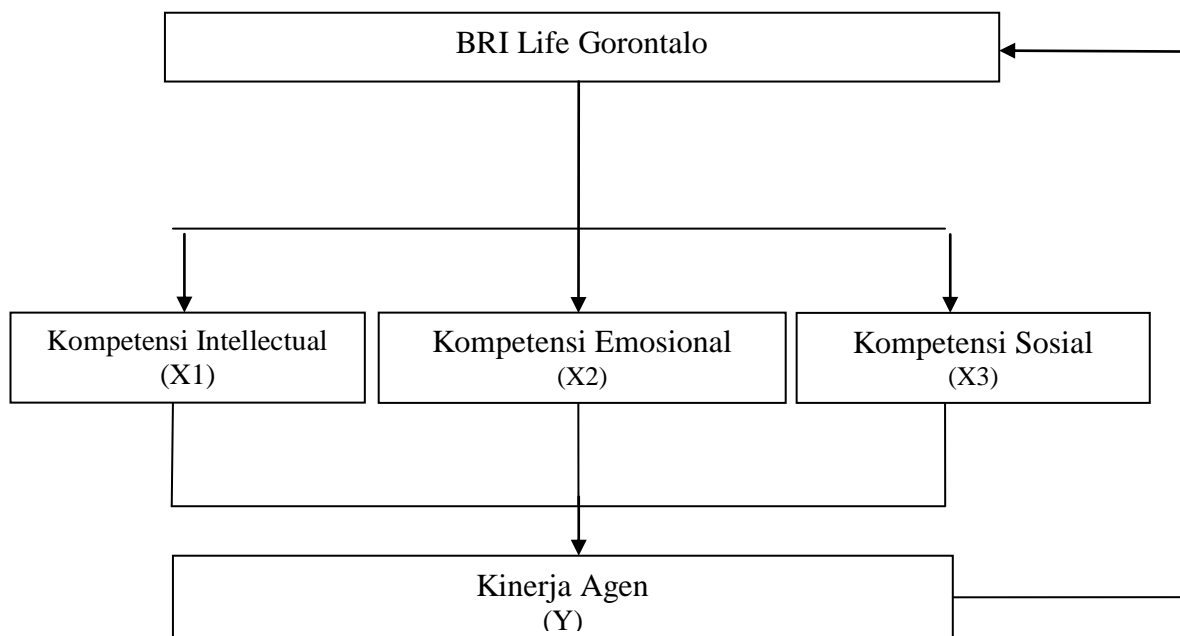 BRI Life Gorontalo
Kompetensi Intellectual
(X1)
Kompetensi Emosional
(X2)
Kompetensi Sosial
(X3)
Kinerja Agen
(Y)